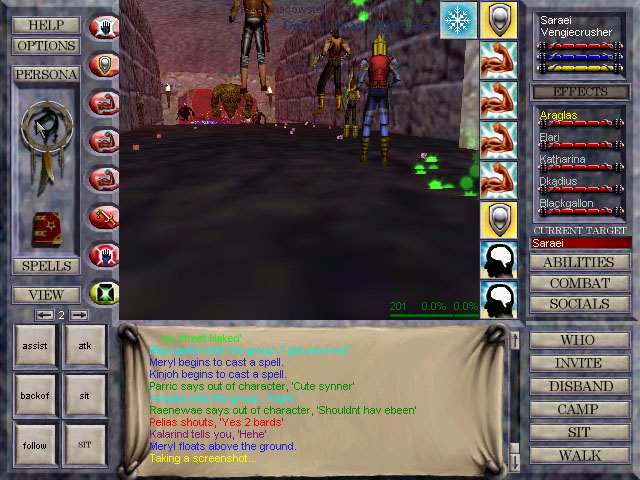 HELP
OPTIONS
PERSONA
SPELLS
VIEW
2
assist
atk
backof
sit
follow
SIT
201 0.0% 0.0%
street Naked'
Meryl begins to cast a spell.
Kinjoh begins to cast a spell.
Parric says out of character, 'Cute synner'
Raenewae says out of character, 'Shouldnt hav ebeen'
Pellas shouts, 'Yes 2 bards'
Kalarind tells you, 'Hehe'
Meryl floats above the ground.
Taking a screenshot...
Saraei
Vengiecrusher
EFFECTS
Araglas
Elari
Katharina
Dkadius
Blackgallon
CURRENT TARGET
Saraei
ABILITIES
COMBAT
SOCIALS
WHO
INVITE
DISBAND
CAMP
SIT
WALK